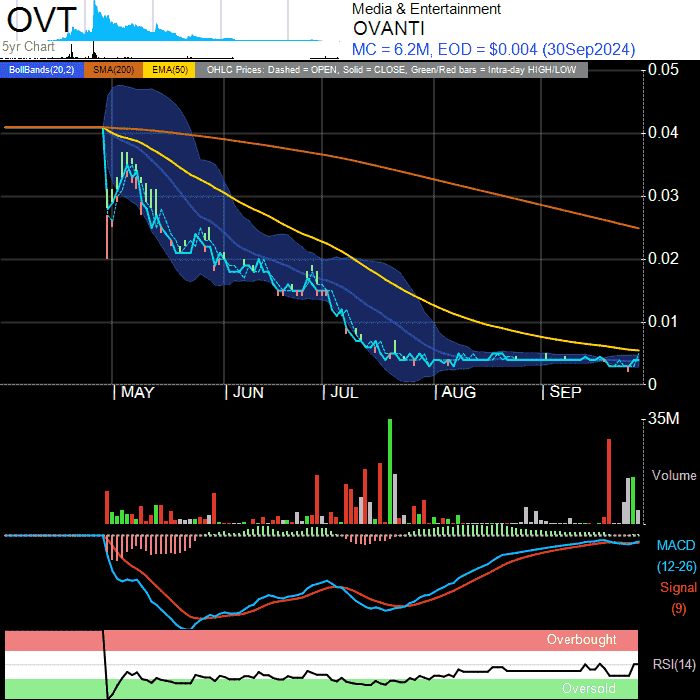 OVT
5yr Chart
Media & Entertainment
OVANTI
MC = 6.2M, EOD = $0.004 (30Sep2024)
BollBands(20,2) SMA(200) EMA(50) OHLC Prices: Dashed = OPEN, Solid = CLOSE, Green/Red bars = Intra-day HIGH/LOW
0.05
0.04
0.03
0.02
0.01
0
| MAY | JUN | JUL | AUG | SEP
35M
Volume
MACD
(12-26)
Signal
(9)
Overbought
RSI(14)
Oversold